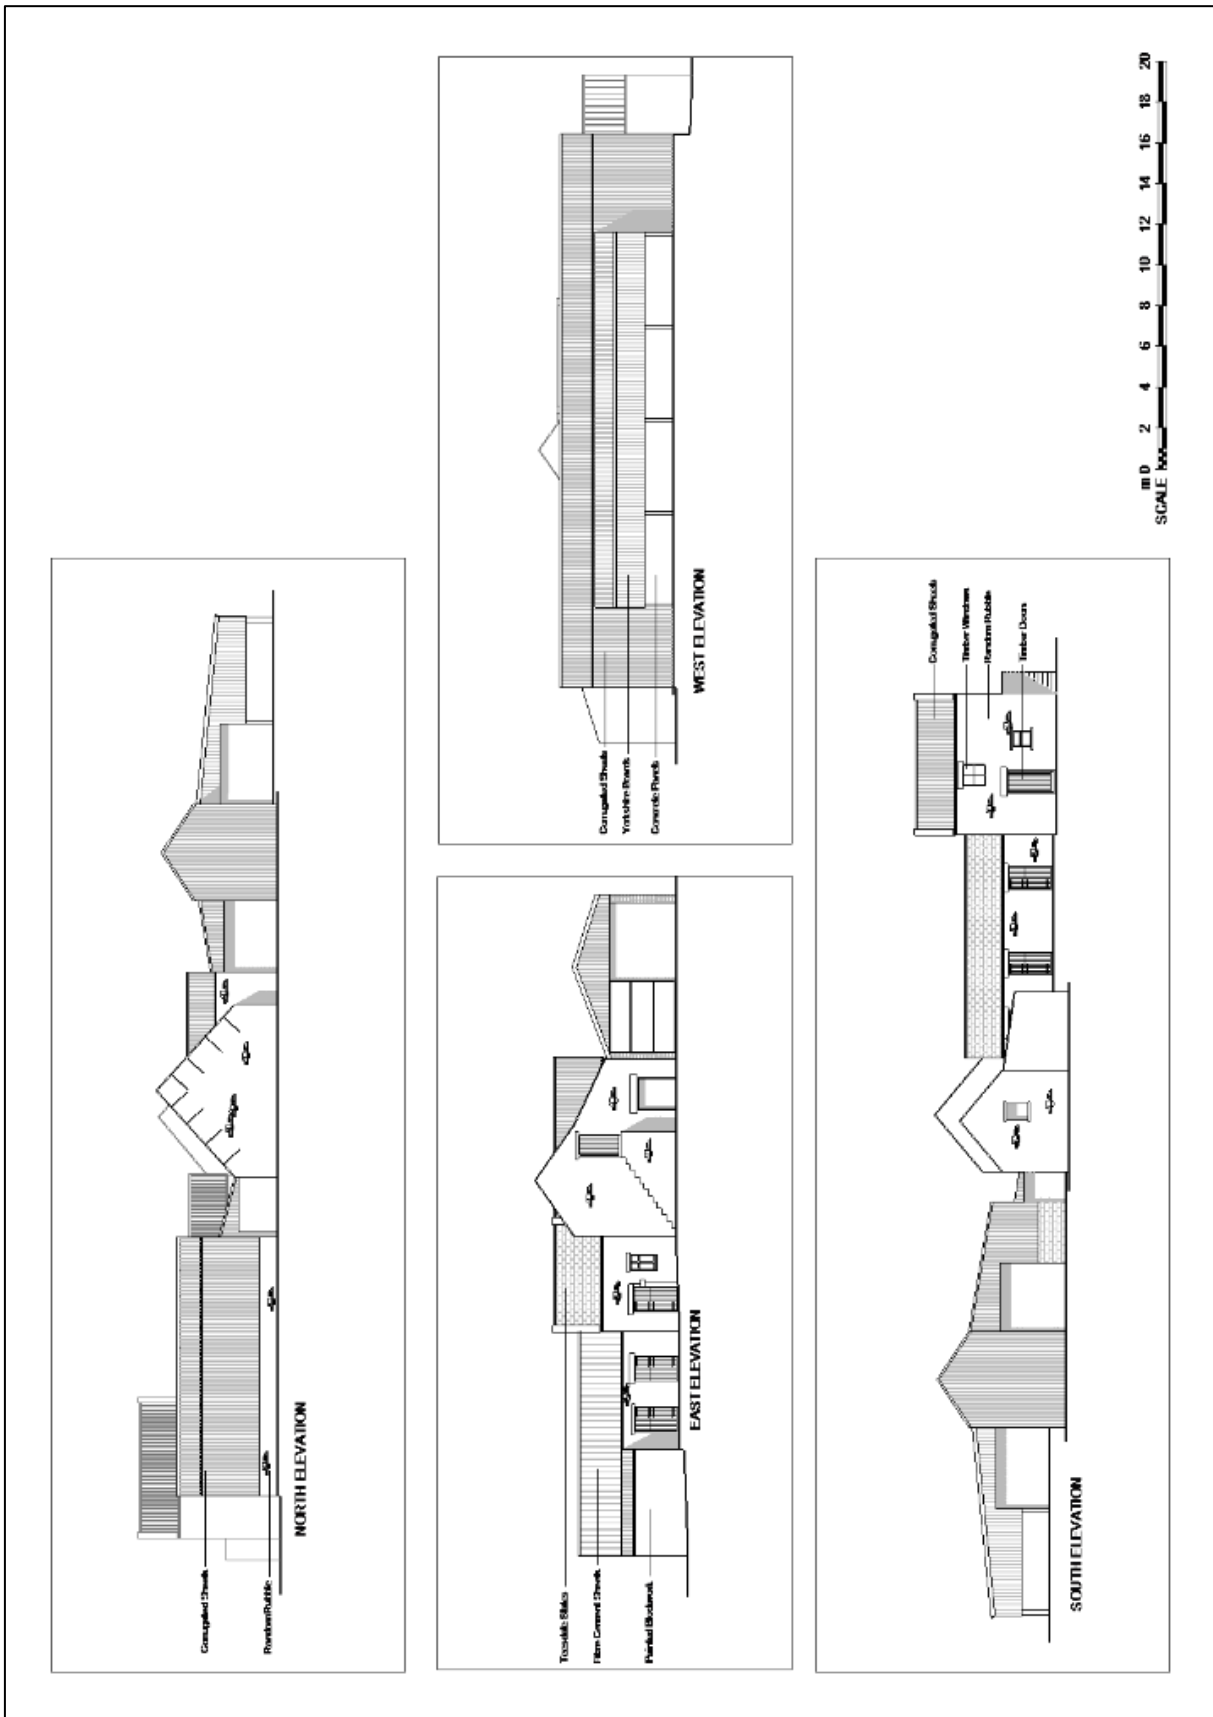 NORTH ELEVATION
Corrugated Sheets
Random Rubble
WEST ELEVATION
Corrugated Sheets
Yorkshire Boards
Concrete Panels
EAST ELEVATION
Teesdale Slates
Fibre Cement Sheets
Painted Blockwork
SOUTH ELEVATION
Corrugated Sheets
Timber Windows
Random Rubble
Timber Doors
m 0 2 4 6 8 10 12 14 16 18 20
SCALE